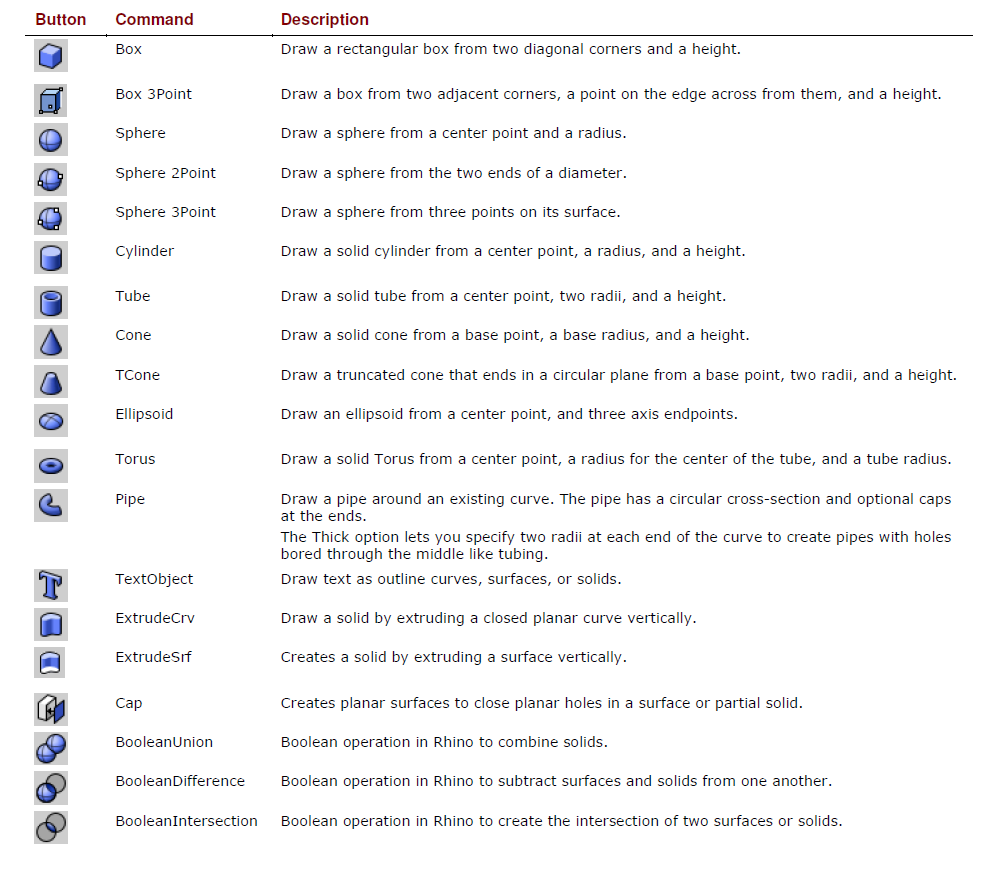 Button Command Description
Box Draw a rectangular box from two diagonal corners and a height.
Box 3Point Draw a box from two adjacent corners, a point on the edge across from them, and a height.
Sphere Draw a sphere from a center point and a radius.
Sphere 2Point Draw a sphere from the two ends of a diameter.
Sphere 3Point Draw a sphere from three points on its surface.
Cylinder Draw a solid cylinder from a center point, a radius, and a height.
Tube Draw a solid tube from a center point, two radii, and a height.
Cone Draw a solid cone from a base point, a base radius, and a height.
TCone Draw a truncated cone that ends in a circular plane from a base point, two radii, and a height.
Ellipsoid Draw an ellipsoid from a center point, and three axis endpoints.
Torus Draw a solid Torus from a center point, a radius for the center of the tube, and a tube radius.
Pipe Draw a pipe around an existing curve. The pipe has a circular cross-section and optional caps
at the ends.
The Thick option lets you specify two radii at each end of the curve to create pipes with holes
bored through the middle like tubing.
TextObject Draw text as outline curves, surfaces, or solids.
ExtrudeCrv Draw a solid by extruding a closed planar curve vertically.
ExtrudeSrf Creates a solid by extruding a surface vertically.
Cap Creates planar surfaces to close planar holes in a surface or partial solid.
BooleanUnion Boolean operation in Rhino to combine solids.
BooleanDifference Boolean operation in Rhino to subtract surfaces and solids from one another.
BooleanIntersection Boolean operation in Rhino to create the intersection of two surfaces or solids.